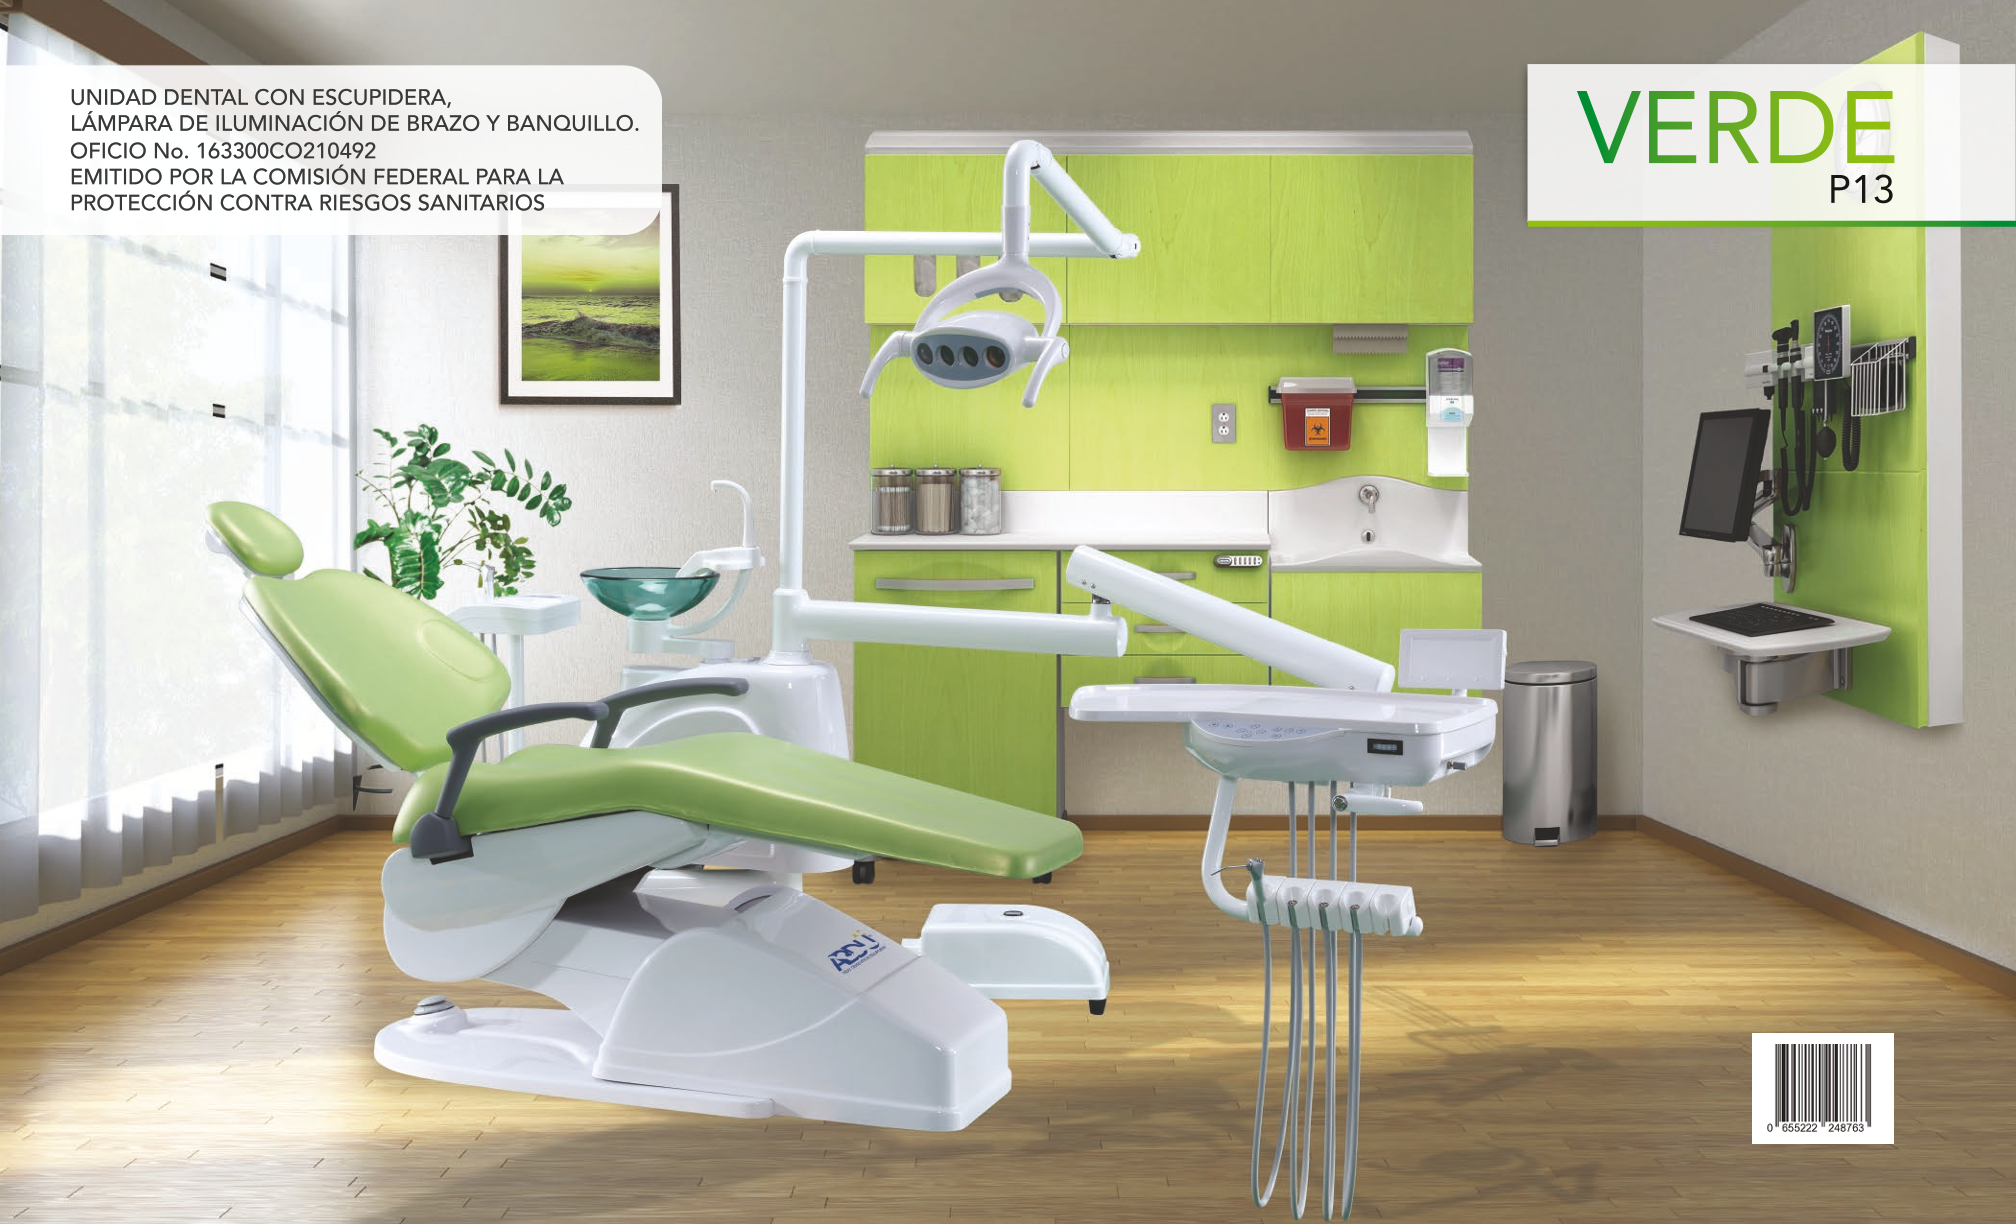 UNIDAD DENTAL CON ESCUPIDERA,
LÁMPARA DE ILUMINACIÓN DE BRAZO Y BANQUILLO.
OFICIO No. 163300CO210492
EMITIDO POR LA COMISIÓN FEDERAL PARA LA
PROTECCIÓN CONTRA RIESGOS SANITARIOS
VERDE
P13
0 655222 248763